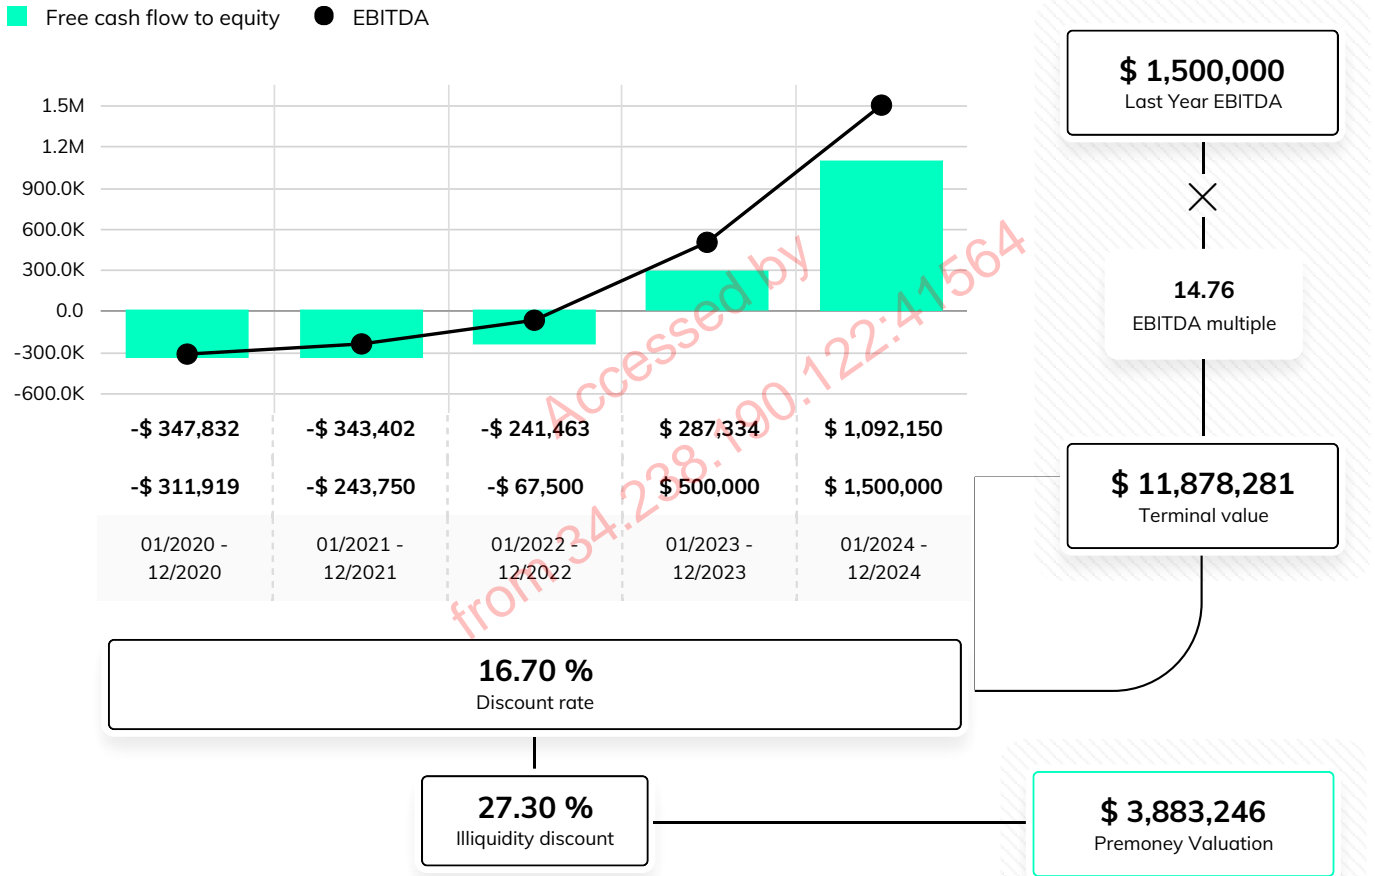 Free cash flow to equity
EBITDA
1.5M
1.2M
900.0K
600.0K
300.0K
0.0
-300.0K
-600.0K
-$ 347,832
-$ 343,402
-$ 241,463
$ 287,334
$ 1,092,150
-$ 311,919
-$ 243,750
-$ 67,500
$ 500,000
$ 1,500,000
01/2020 -
12/2020
01/2021 -
12/2021
01/2022 -
12/2022
01/2023 -
12/2023
01/2024 -
12/2024
$ 1,500,000
Last Year EBITDA
14.76
EBITDA multiple
$ 11,878,281
Terminal value
16.70 %
Discount rate
27.30 %
Illiquidity discount
$ 3,883,246
Premoney Valuation
Accessed by
from 34.238.190.122:41564